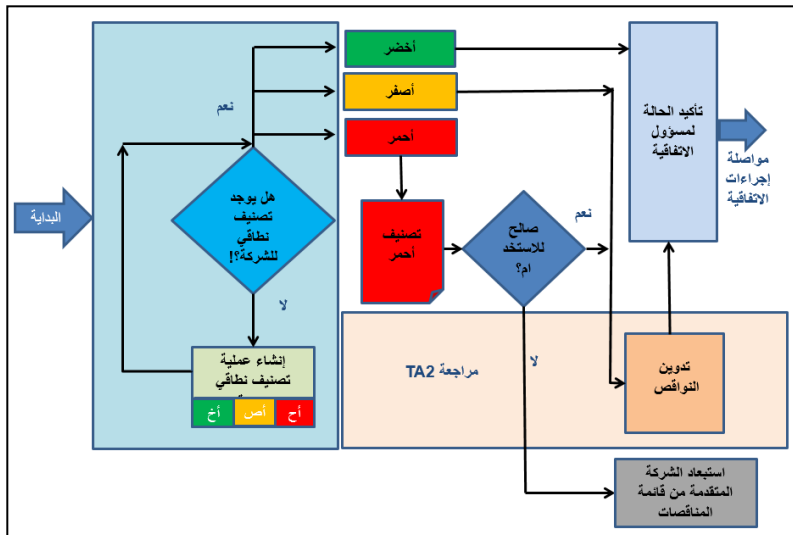 البداية
نعم
هل يوجد
تصنيف
نطاقي
للشركة؟!
لا
إنشاء عملية
تصنيف نطاقي
أخ
أص
أح
أخضر
أصفر
أحمر
تصنيف
أحمر
صالح
للاستخد
ام؟
نعم
لا
مراجعة TA2
تدوين
النواقص
تأكيد الحالة
لمسؤول
الاتفاقية
مواصلة
إجراءات
الاتفاقية
استبعاد الشركة
المتقدمة من قائمة
المناقصات